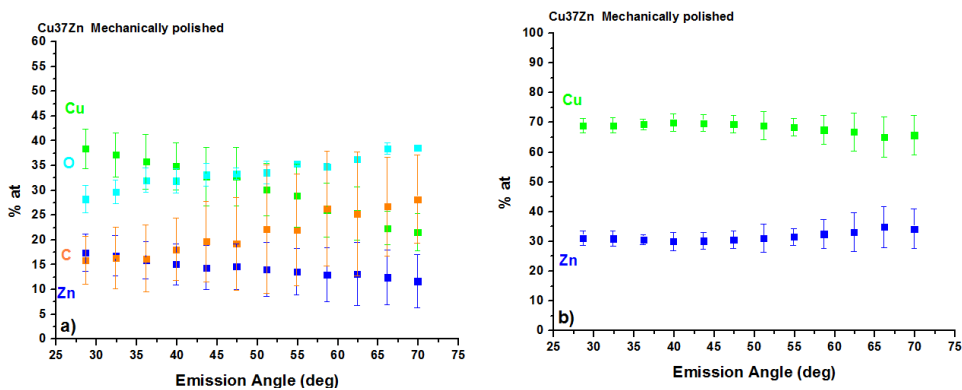 Cu37Zn Mechanically polished
60
55
50
45
40
35
30
25
20
15
10
5
0
% at
Cu
O
C
Zn
a)
25 30 35 40 45 50 55 60 65 70 75
Emission Angle (deg)
Cu37Zn Mechanically polished
100
90
80
70
60
50
40
30
20
10
0
% at
Cu
Zn
b)
25 30 35 40 45 50 55 60 65 70 75
Emission Angle (deg)